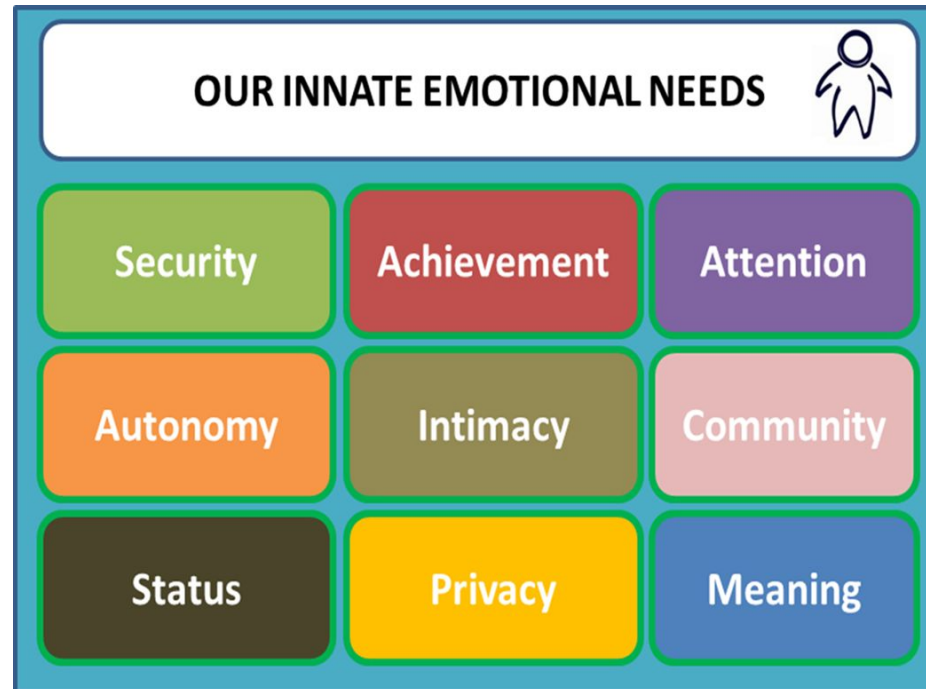 OUR INNATE EMOTIONAL NEEDS
Security
Achievement
Attention
Autonomy
Intimacy
Community
Status
Privacy
Meaning